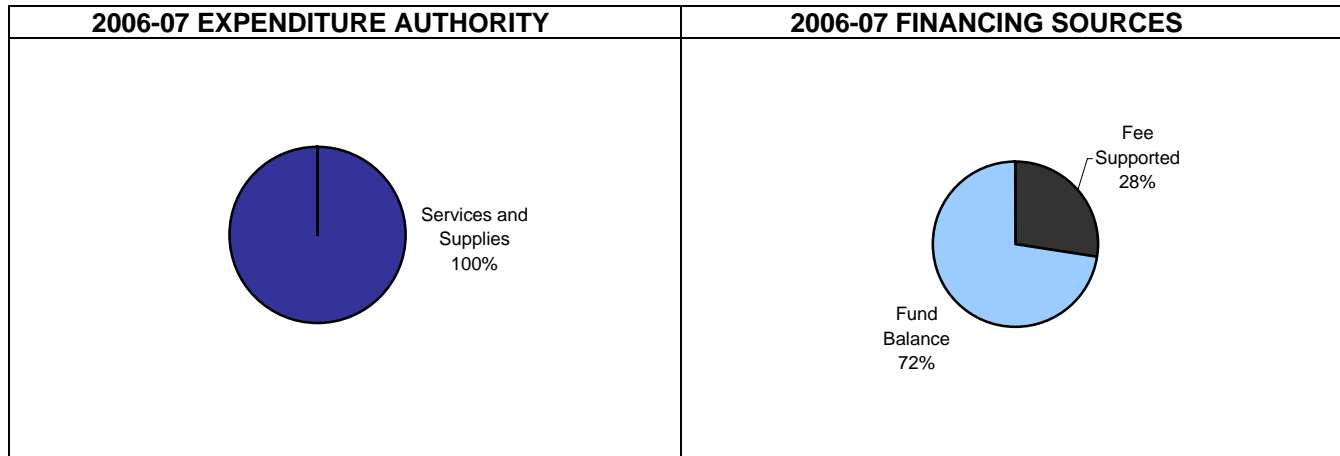 2006-07 EXPENDITURE AUTHORITY
Services and
Supplies
100%
2006-07 FINANCING SOURCES
Fee
Supported
28%
Fund
Balance
72%